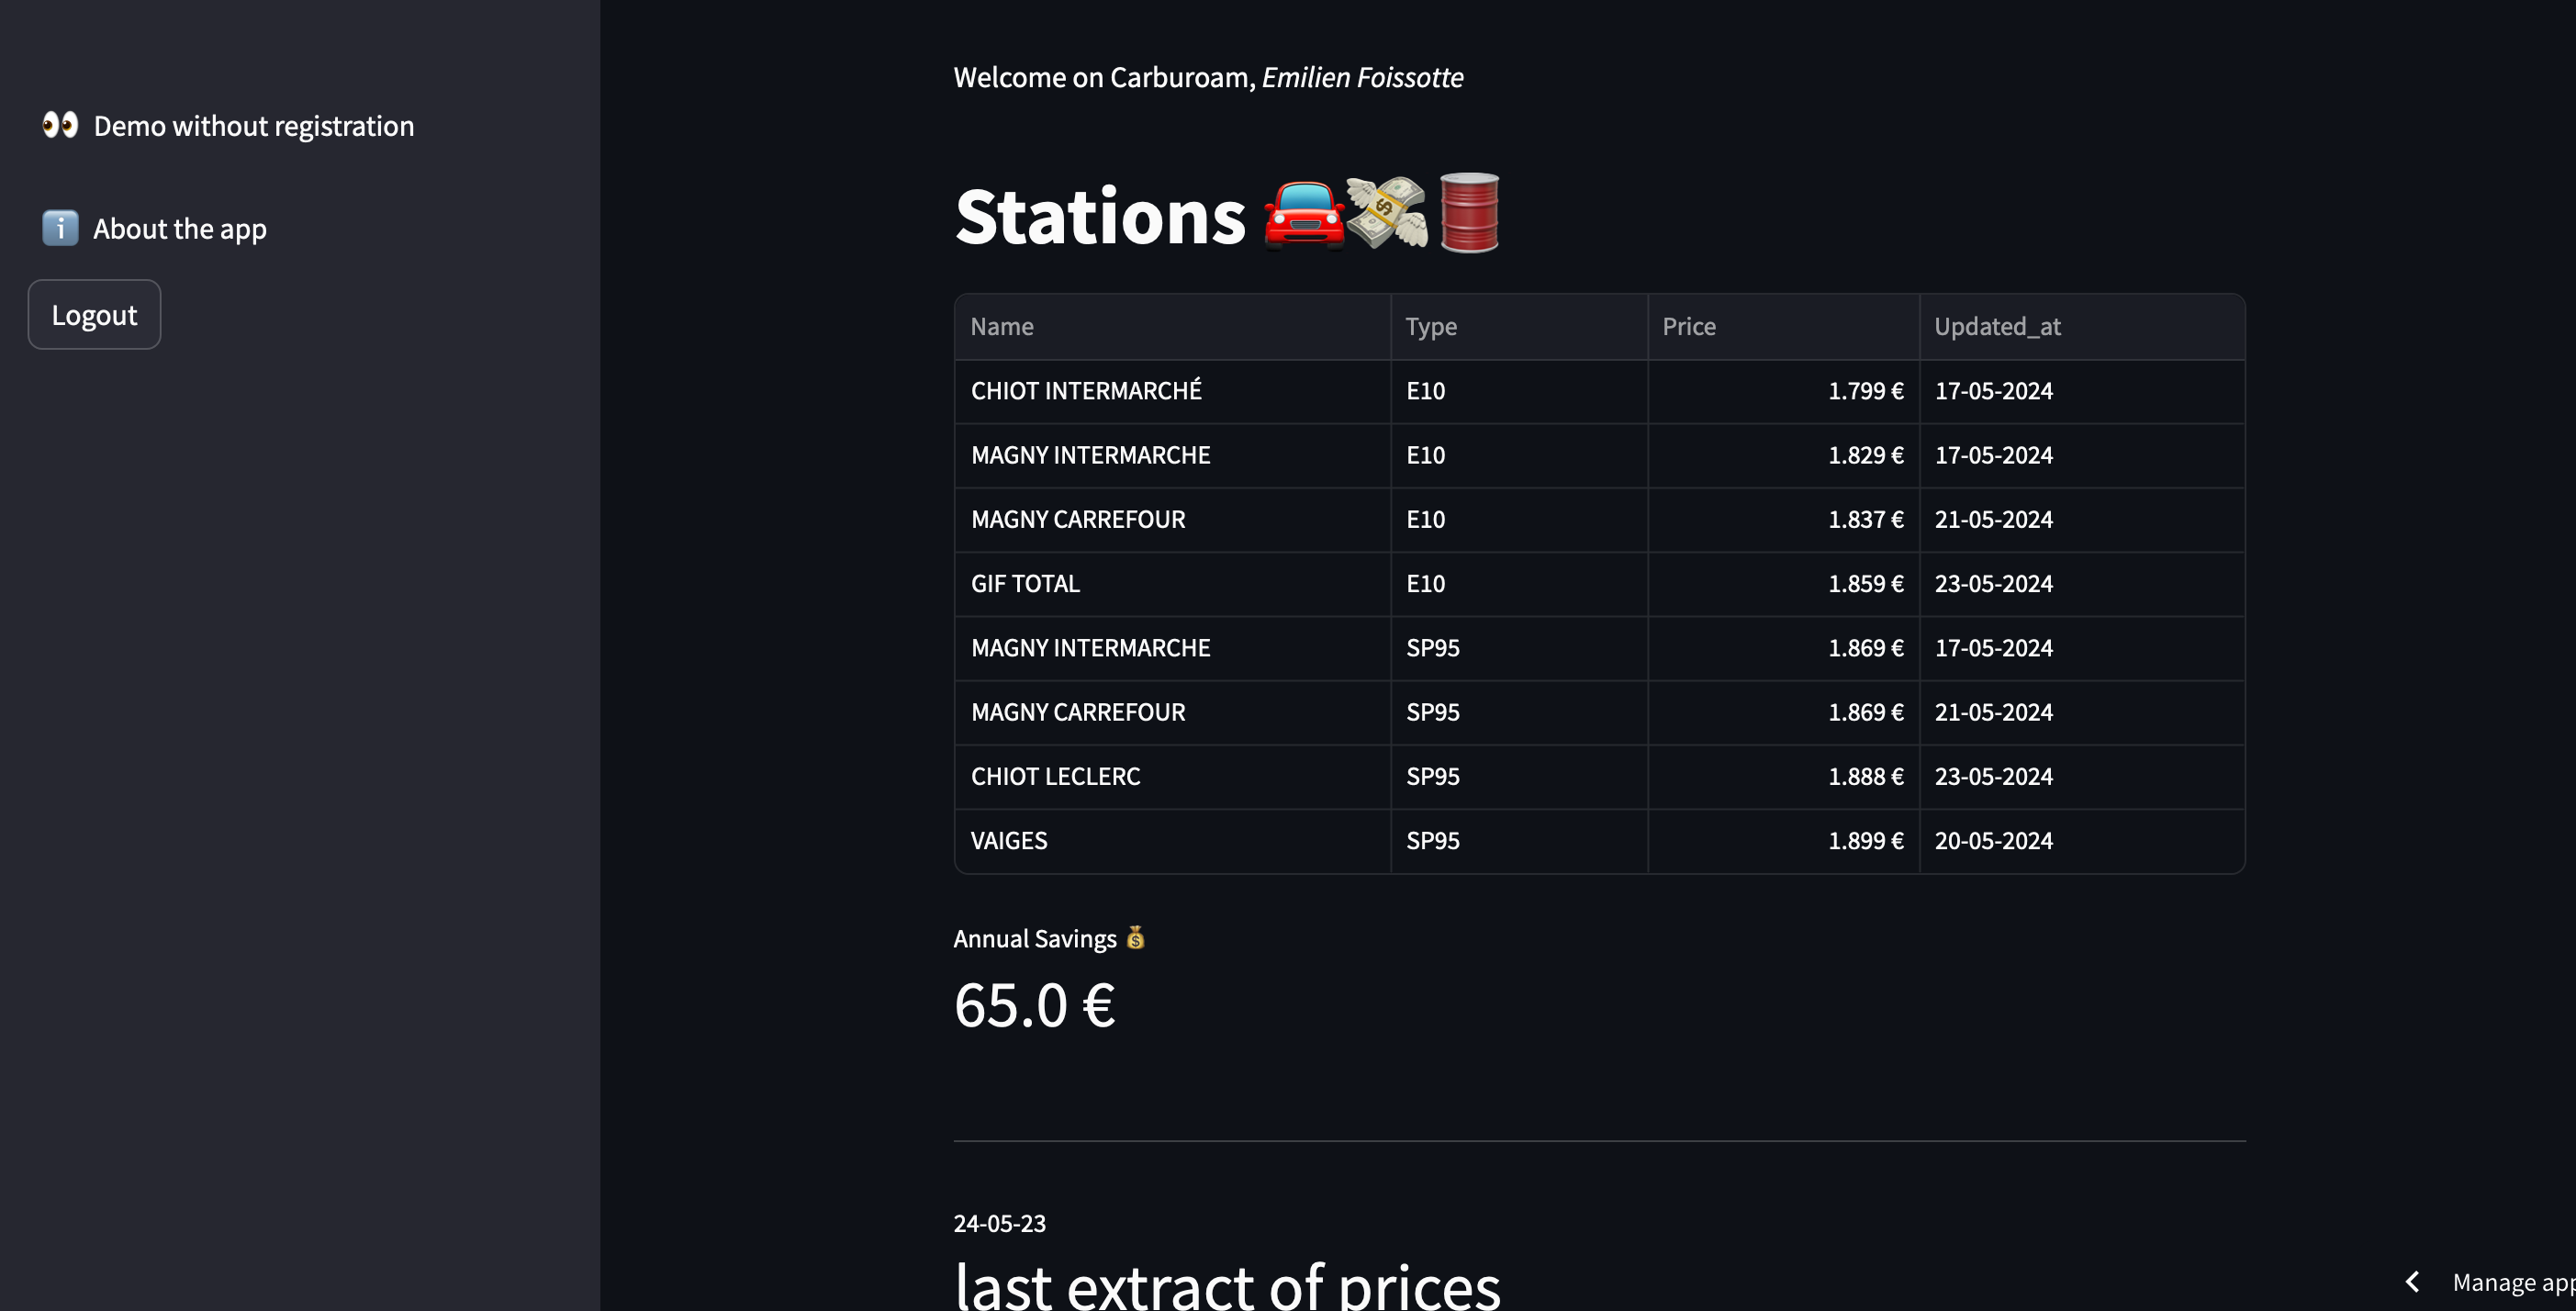 Demo without registration
About the app
Logout
Welcome on Carburoam, Emilien Foissotte
Stations
Name Type Price Updated_at
CHIOT INTERMARCHÉ E10 1.799 € 17-05-2024
MAGNY INTERMARCHE E10 1.829 € 17-05-2024
MAGNY CARREFOUR E10 1.837 € 21-05-2024
GIF TOTAL E10 1.859 € 23-05-2024
MAGNY INTERMARCHE SP95 1.869 € 17-05-2024
MAGNY CARREFOUR SP95 1.869 € 21-05-2024
CHIOT LECLERC SP95 1.888 € 23-05-2024
VAIGES SP95 1.899 € 20-05-2024
Annual Savings
65.0 €
24-05-23
last extract of prices
Manage app